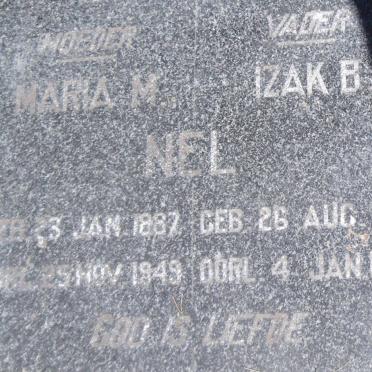 MOEDER VADER
MARIA M. IZAK B
NEL
23 JAN. 1887 GEB. 26 AUG.
25 NOV. 1949 OORL. 4 JAN.
GOD IS LIEFDE